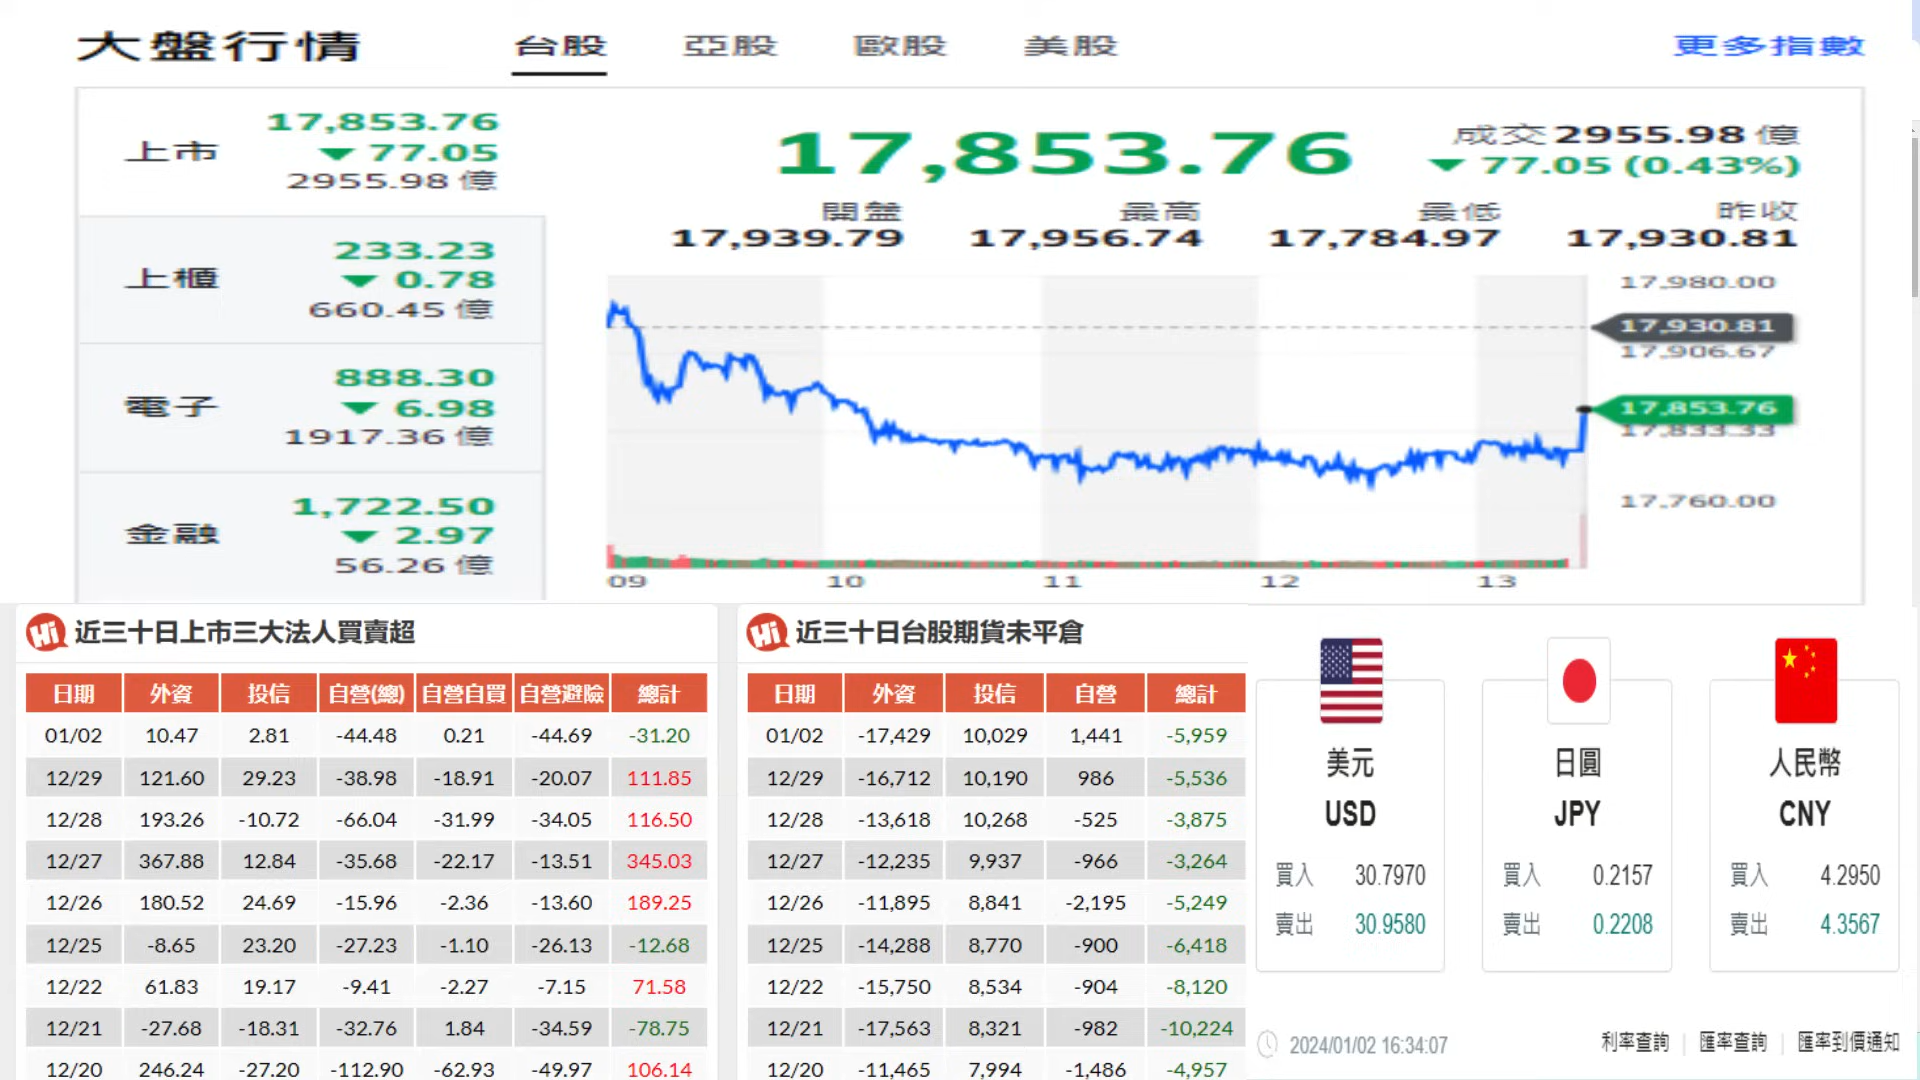 大盤行情 台股 亞股 歐股 美股 更多指數
上市 17,853.76
▼ 77.05
2955.98 億
上櫃 233.23
▼ 0.78
660.45 億
電子 888.30
▼ 6.98
1917.36 億
金融 1,722.50
▼ 2.97
56.26 億
17,853.76
成交 2955.98 億
▼ 77.05 (0.43%)
開盤 最高 最低 昨收
17,939.79 17,956.74 17,784.97 17,930.81
17,980.00
17,930.81
17,906.67
17,853.76
17,833.33
17,760.00
09 10 11 12 13
Hi 近三十日上市三大法人買賣超
日期 外資 投信 自營(總) 自營自買 自營避險 總計
01/02 10.47 2.81 -44.48 0.21 -44.69 -31.20
12/29 121.60 29.23 -38.98 -18.91 -20.07 111.85
12/28 193.26 -10.72 -66.04 -31.99 -34.05 116.50
12/27 367.88 12.84 -35.68 -22.17 -13.51 345.03
12/26 180.52 24.69 -15.96 -2.36 -13.60 189.25
12/25 -8.65 23.20 -27.23 -1.10 -26.13 -12.68
12/22 61.83 19.17 -9.41 -2.27 -7.15 71.58
12/21 -27.68 -18.31 -32.76 1.84 -34.59 -78.75
12/20 246.24 -27.20 -112.90 -62.93 -49.97 106.14
Hi 近三十日台股期貨未平倉
日期 外資 投信 自營 總計
01/02 -17,429 10,029 1,441 -5,959
12/29 -16,712 10,190 986 -5,536
12/28 -13,618 10,268 -525 -3,875
12/27 -12,235 9,937 -966 -3,264
12/26 -11,895 8,841 -2,195 -5,249
12/25 -14,288 8,770 -900 -6,418
12/22 -15,750 8,534 -904 -8,120
12/21 -17,563 8,321 -982 -10,224
12/20 -11,465 7,994 -1,486 -4,957
美元
USD
買入 30.7970
賣出 30.9580
日圓
JPY
買入 0.2157
賣出 0.2208
人民幣
CNY
買入 4.2950
賣出 4.3567
2024/01/02 16:34:07 利率查詢 | 匯率查詢 | 匯率到價通知